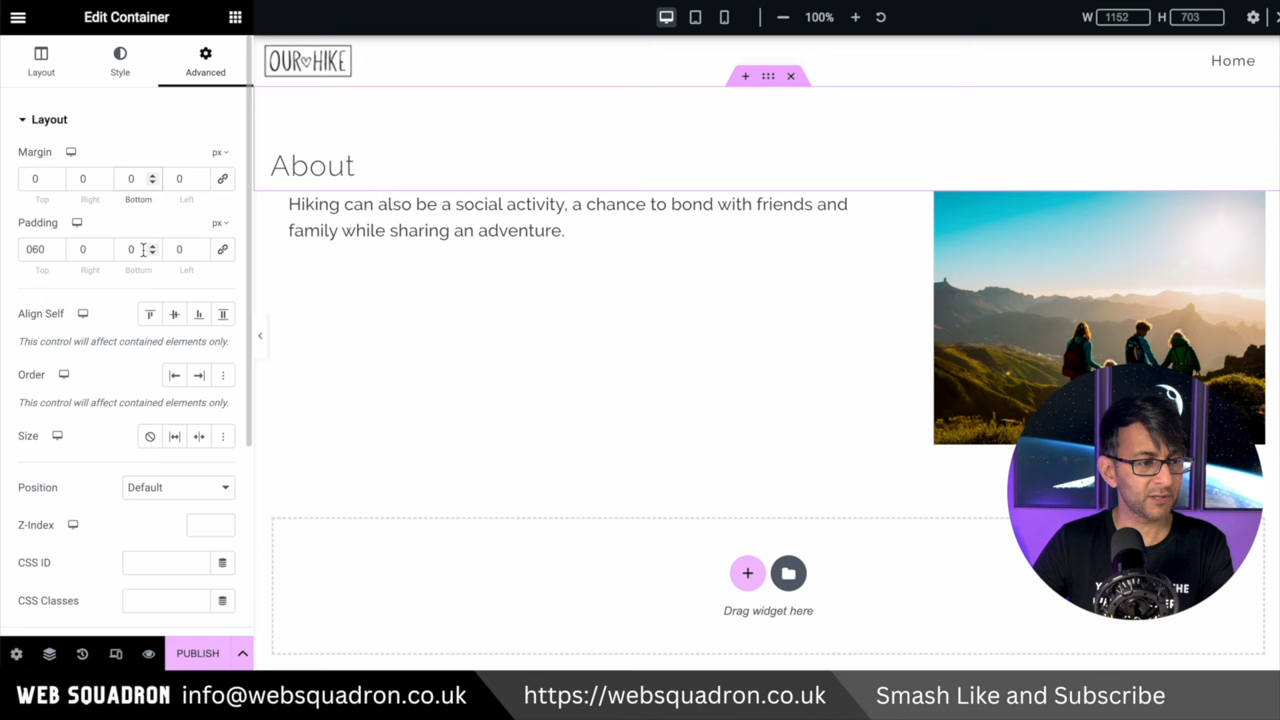 Edit Container
100%
W 1152 H 703
Layout
Style
Advanced
OUR HIKE
Home
Layout
Margin
px
0 0 0 0
Top Right Bottom Left
Padding
px
060 0 0 0
Top Right Bottom Left
About
Hiking can also be a social activity, a chance to bond with friends and
family while sharing an adventure.
Align Self
This control will affect contained elements only.
Order
This control will affect contained elements only.
Size
Position
Default
Z-Index
CSS ID
CSS Classes
Drag widget here
PUBLISH
WEB SQUADRON info@websquadron.co.uk https://websquadron.co.uk Smash Like and Subscribe